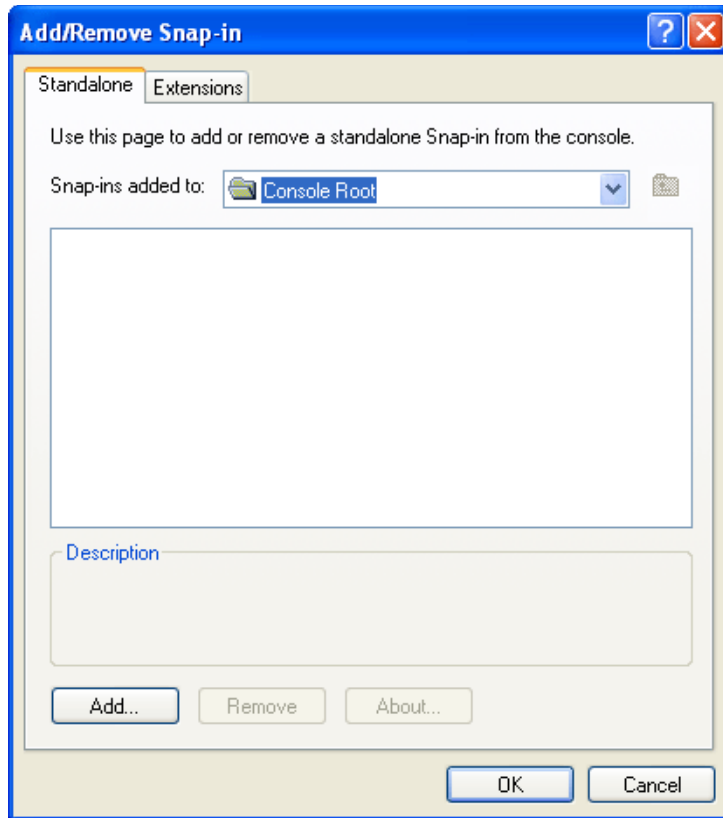 Add/Remove Snap-in
Standalone Extensions
Use this page to add or remove a standalone Snap-in from the console.
Snap-ins added to: Console Root
Description
Add... Remove About...
OK Cancel